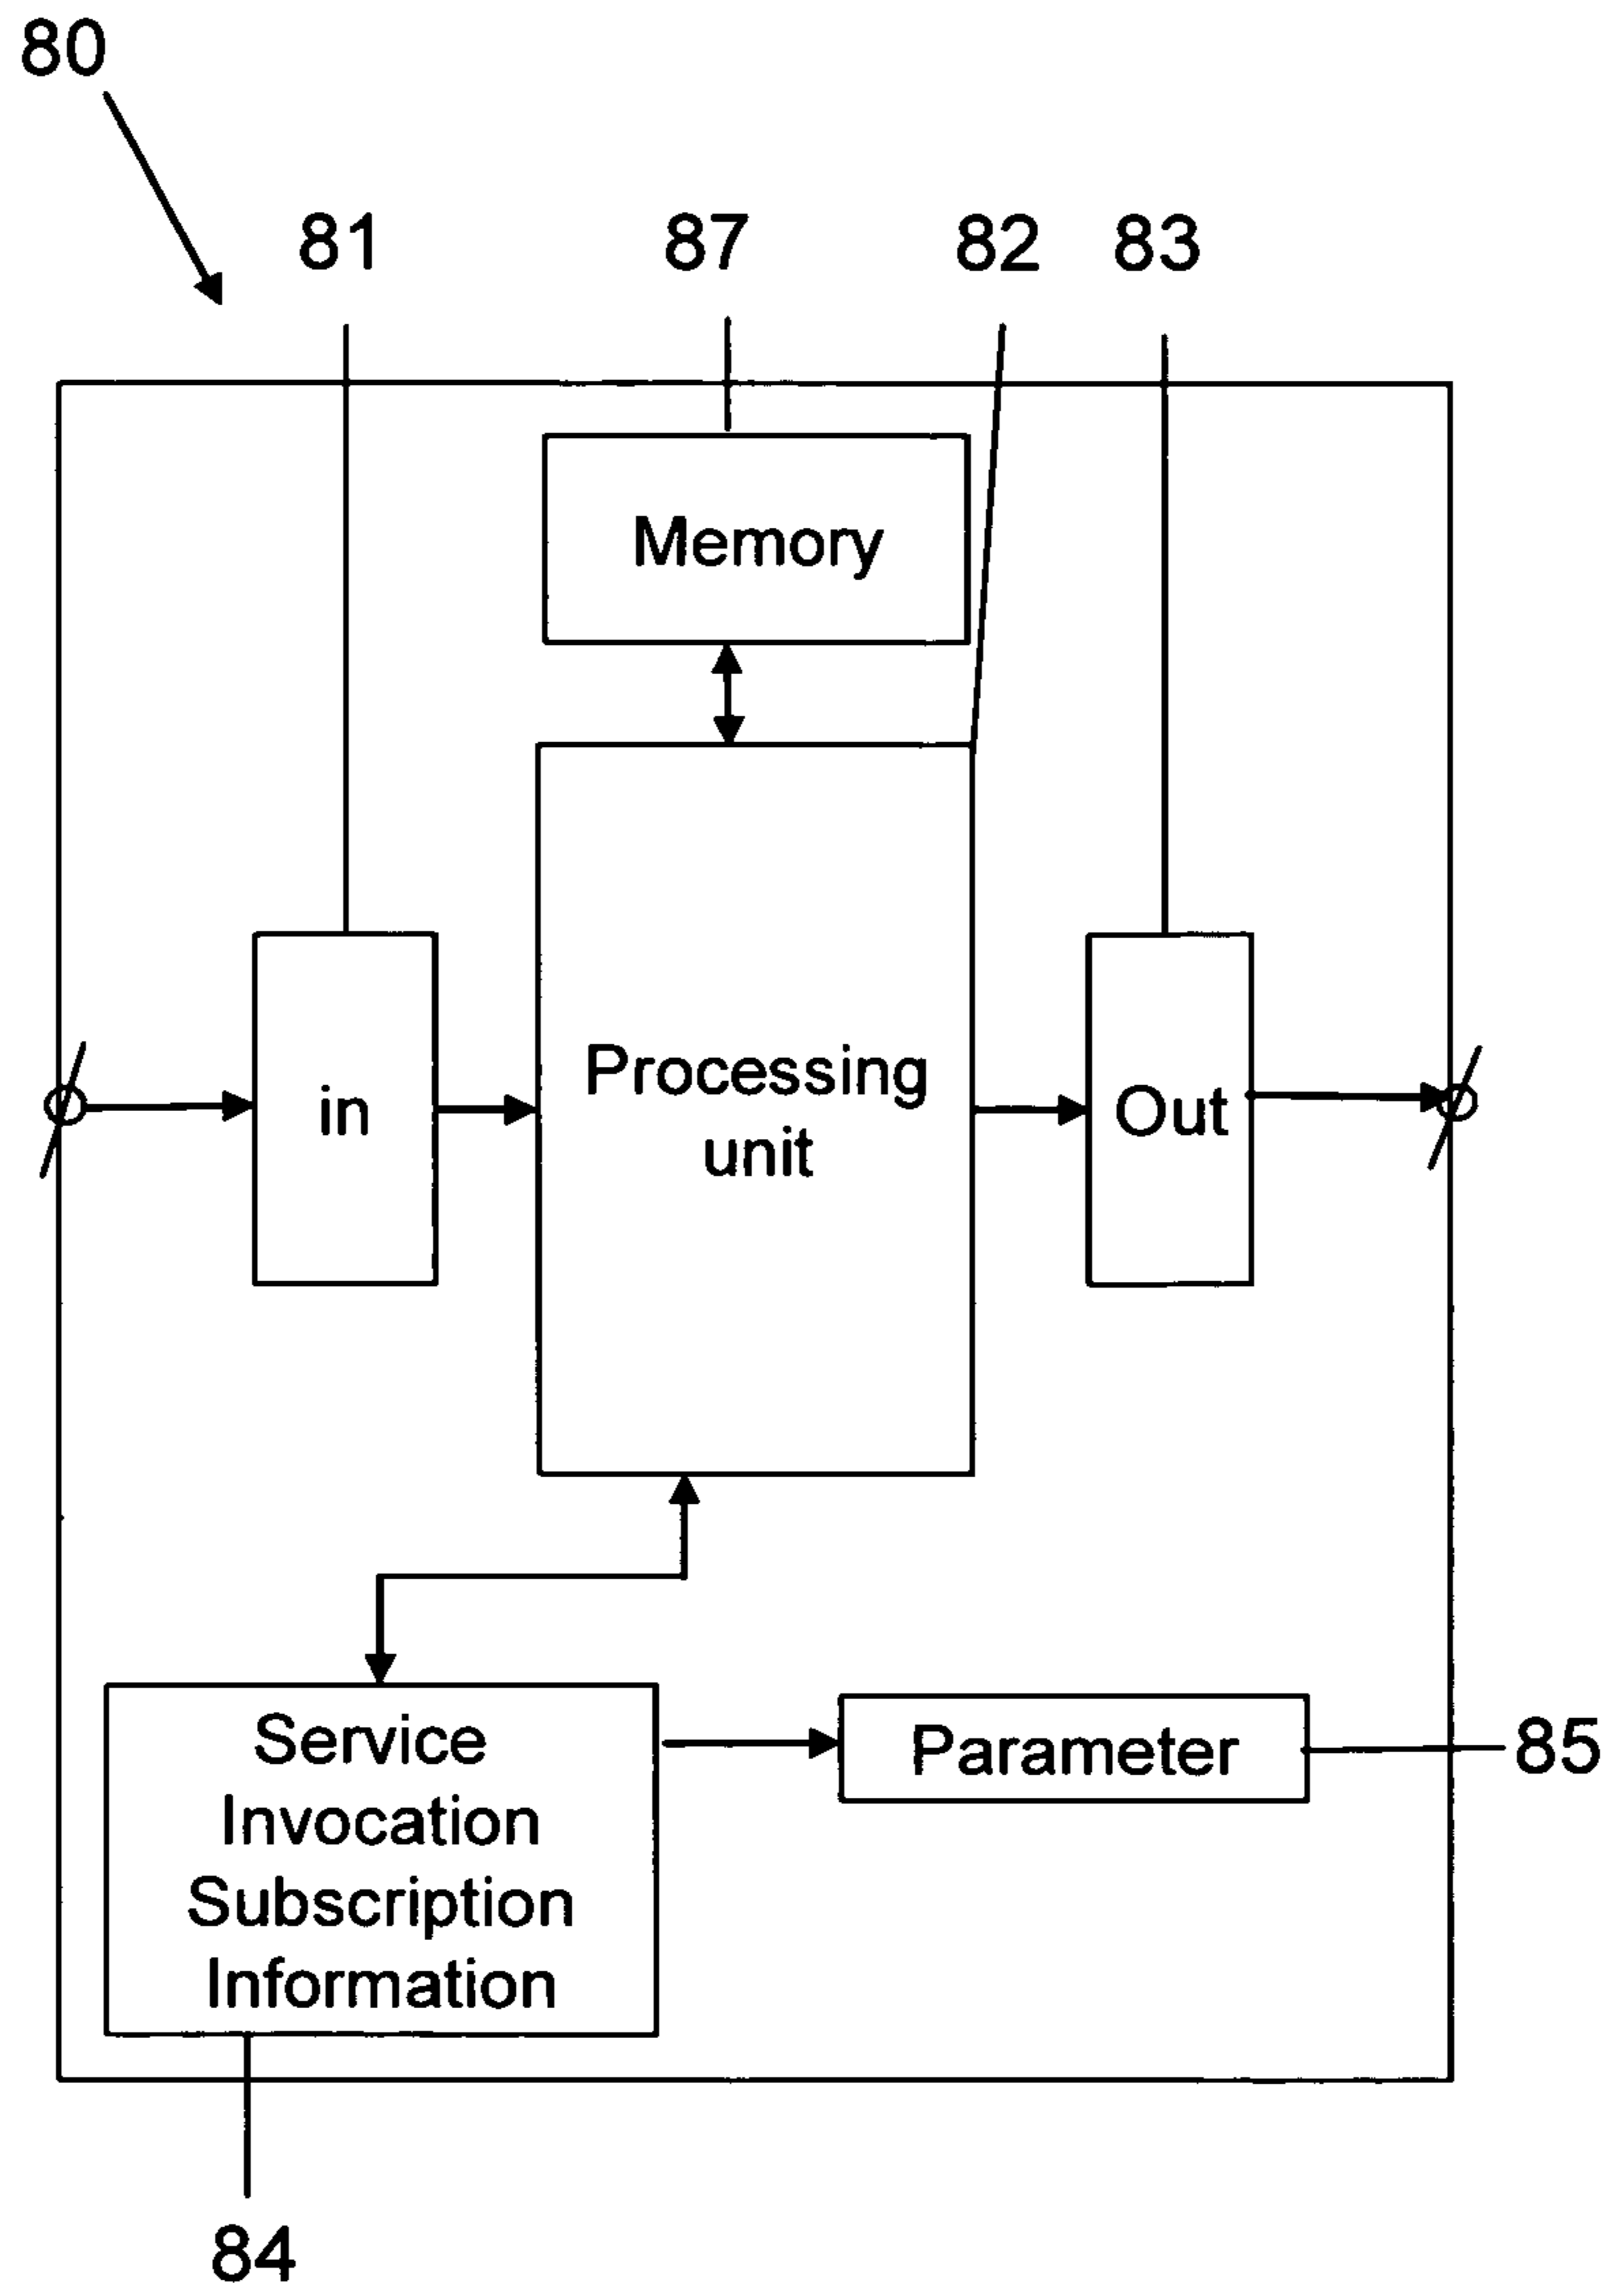 80
81
87
82
83
Memory
Processing
unit
in
Out
Service
Invocation
Subscription
Information
Parameter
85
84